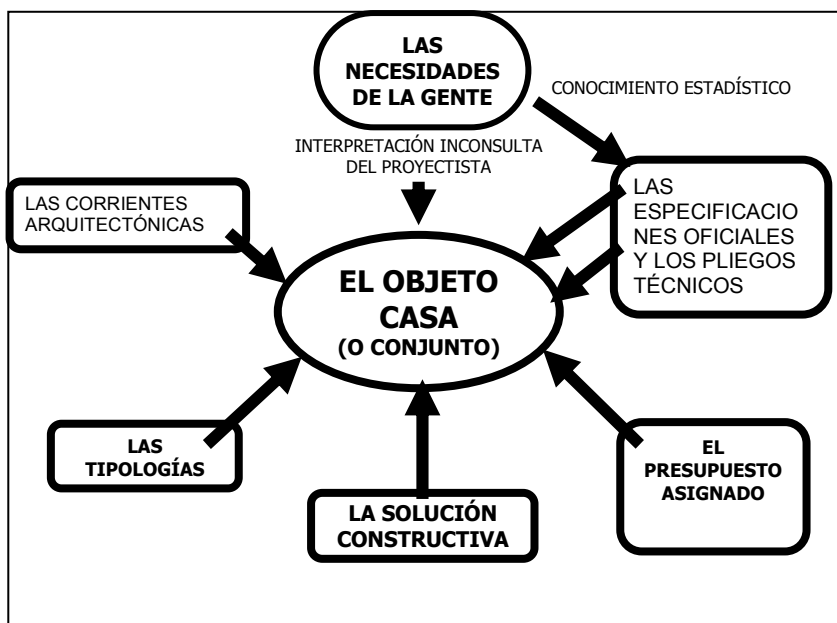 LAS
NECESIDADES
DE LA GENTE
CONOCIMIENTO ESTADÍSTICO
INTERPRETACIÓN INCONSULTA
DEL PROYECTISTA
LAS CORRIENTES
ARQUITECTÓNICAS
LAS
ESPECIFICACIO
NES OFICIALES
Y LOS PLIEGOS
TÉCNICOS
EL OBJETO
CASA
(O CONJUNTO)
LAS
TIPOLOGÍAS
LA SOLUCIÓN
CONSTRUCTIVA
EL
PRESUPUESTO
ASIGNADO